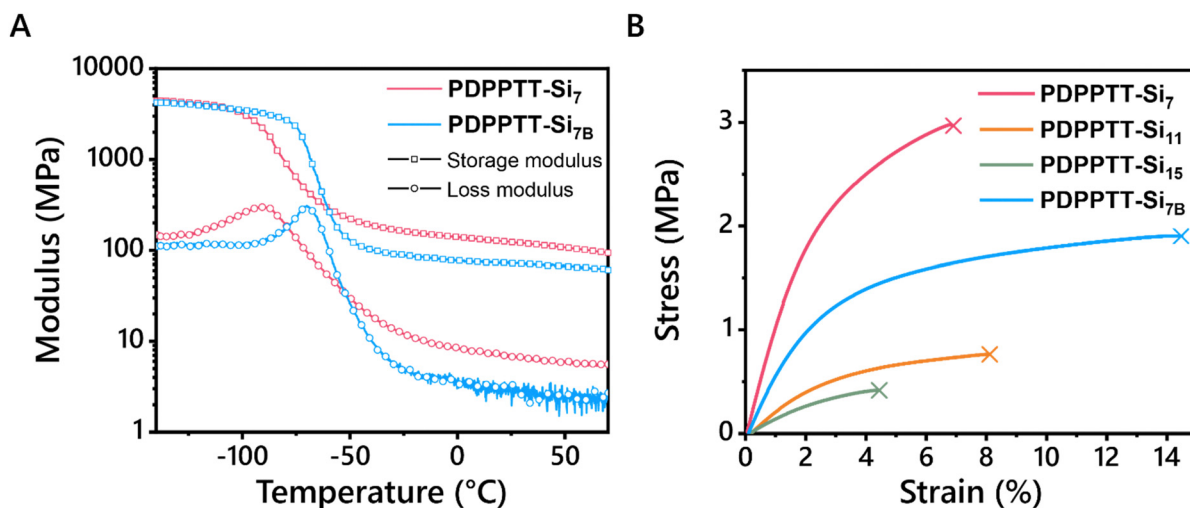 A
10000
1000
100
10
1
Modulus (MPa)
-100
-50
0
50
Temperature (°C)
PDPPTT-Si₇
PDPPTT-Si₇B
Storage modulus
Loss modulus
B
3
2
1
0
Stress (MPa)
0
2
4
6
8
10
12
14
Strain (%)
PDPPTT-Si₇
PDPPTT-Si₁₁
PDPPTT-Si₁₅
PDPPTT-Si₇B